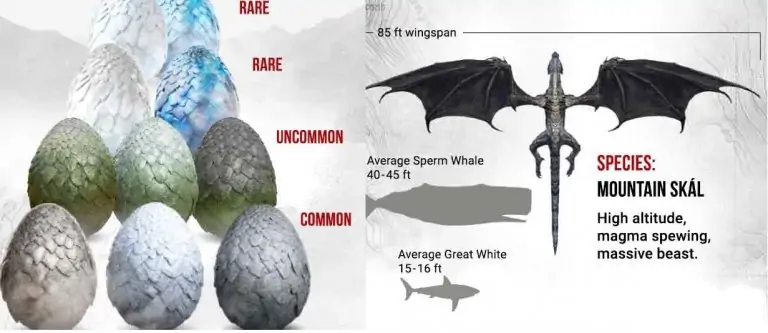 RARE
RARE
UNCOMMON
COMMON
85 ft wingspan
Average Sperm Whale
40-45 ft
Average Great White
15-16 ft
SPECIES:
MOUNTAIN SKÁL
High altitude,
magma spewing,
massive beast.